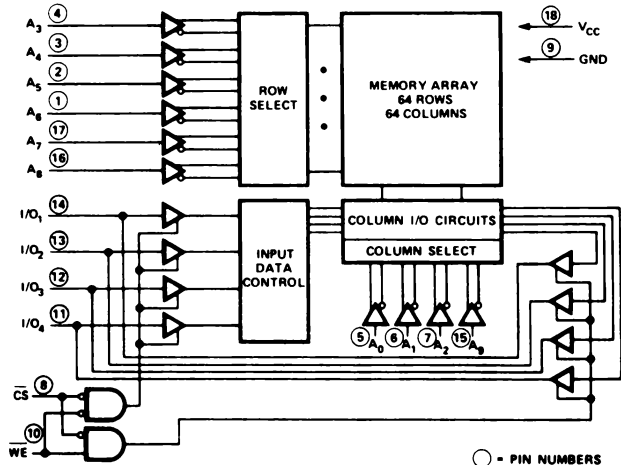 A3 4
A4 3
A5 2
A6 1
A7 17
A8 16
ROW SELECT
MEMORY ARRAY
64 ROWS
64 COLUMNS
18 VCC
9 GND
I/O1 14
I/O2 13
I/O3 12
I/O4 11
INPUT
DATA
CONTROL
COLUMN I/O CIRCUITS
COLUMN SELECT
5 A0 6 A1 7 A2 15 A9
CS 8
WE 10
= PIN NUMBERS